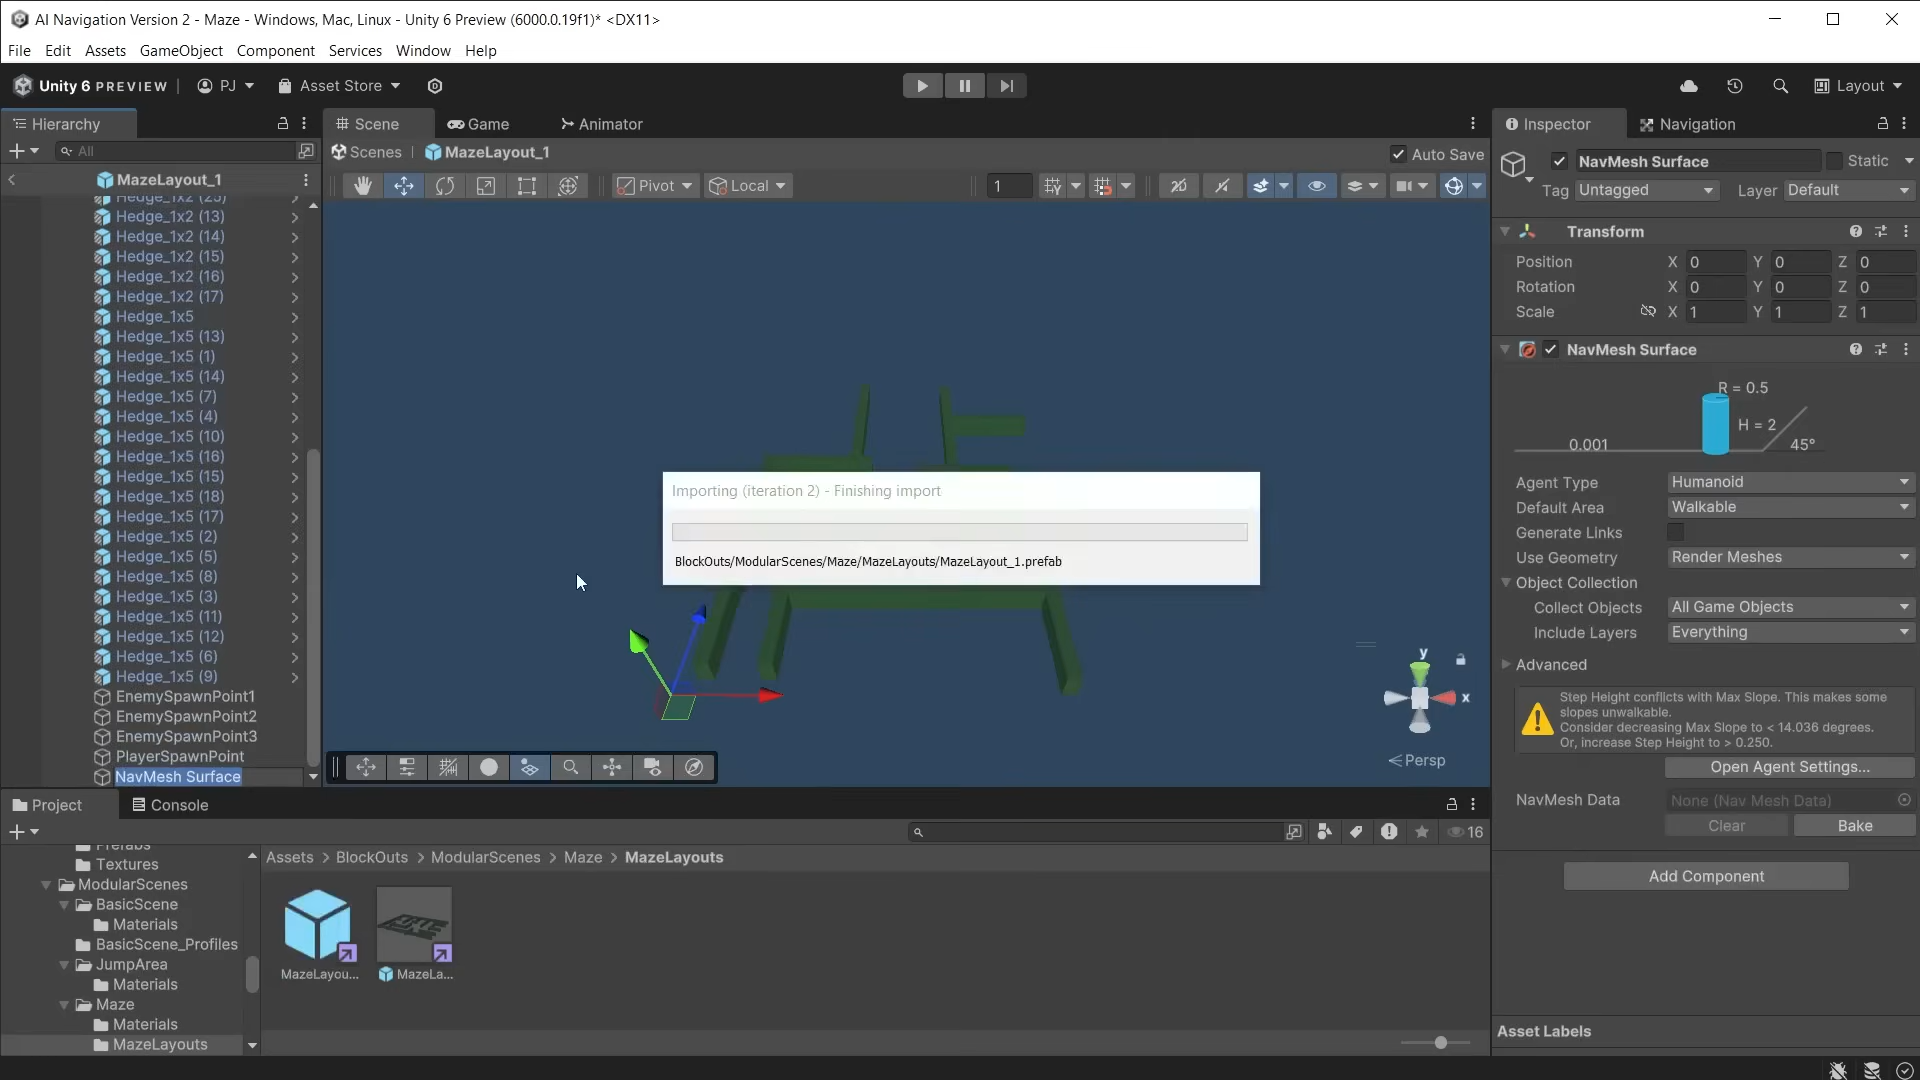 AI Navigation Version 2 - Maze - Windows, Mac, Linux - Unity 6 Preview (6000.0.19f1)* <DX11>
File Edit Assets GameObject Component Services Window Help
Unity 6 PREVIEW PJ Asset Store Layout
Hierarchy
All
MazeLayout_1
Hedge_1x2 (13)
Hedge_1x2 (14)
Hedge_1x2 (15)
Hedge_1x2 (16)
Hedge_1x2 (17)
Hedge_1x5
Hedge_1x5 (13)
Hedge_1x5 (1)
Hedge_1x5 (14)
Hedge_1x5 (7)
Hedge_1x5 (4)
Hedge_1x5 (10)
Hedge_1x5 (16)
Hedge_1x5 (15)
Hedge_1x5 (18)
Hedge_1x5 (17)
Hedge_1x5 (2)
Hedge_1x5 (5)
Hedge_1x5 (8)
Hedge_1x5 (3)
Hedge_1x5 (11)
Hedge_1x5 (12)
Hedge_1x5 (6)
Hedge_1x5 (9)
EnemySpawnPoint1
EnemySpawnPoint2
EnemySpawnPoint3
PlayerSpawnPoint
NavMesh Surface
Scene Game Animator
Scenes MazeLayout_1 Auto Save
Pivot Local 1 2D
Importing (iteration 2) - Finishing import
BlockOuts/ModularScenes/Maze/MazeLayouts/MazeLayout_1.prefab
y
x
Persp
Inspector Navigation
NavMesh Surface Static
Tag Untagged Layer Default
Transform
Position X 0 Y 0 Z 0
Rotation X 0 Y 0 Z 0
Scale X 1 Y 1 Z 1
NavMesh Surface
R = 0.5
H = 2
0.001 45°
Agent Type Humanoid
Default Area Walkable
Generate Links
Use Geometry Render Meshes
Object Collection
Collect Objects All Game Objects
Include Layers Everything
Advanced
Step Height conflicts with Max Slope. This makes some
slopes unwalkable.
Consider decreasing Max Slope to < 14.036 degrees.
Or, increase Step Height to > 0.250.
Open Agent Settings...
NavMesh Data None (Nav Mesh Data)
Clear Bake
Add Component
Asset Labels
Project Console
16
Textures
ModularScenes
BasicScene
Materials
BasicScene_Profiles
JumpArea
Materials
Maze
Materials
MazeLayouts
Assets > BlockOuts > ModularScenes > Maze > MazeLayouts
MazeLayou... MazeLa...